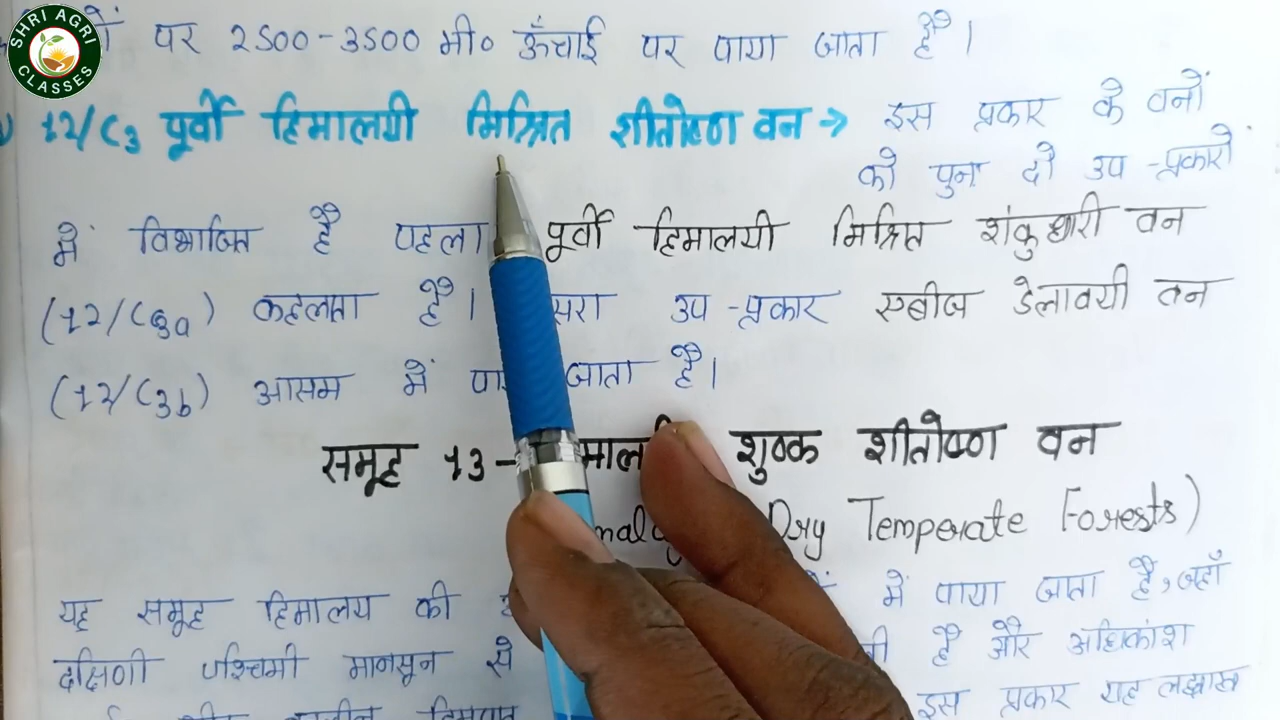 SHRI AGRI CLASSES
पर 2500-3500 मी० ऊँचाई पर पाया जाता है।
12/C3 पूर्वी हिमालयी मिश्रित शीतोष्ण वन → इस प्रकार के वनों
को पुनः दो उप-प्रकारों
में विभाजित है पहला पूर्वी हिमालयी मिश्रित शंकुधारी वन
(12/C3a) कहलाता है। उप-प्रकार एबीज डेलावयी वन
(12/C3b) आसम में जाता है।
समूह 13- शुष्क शीतोष्ण वन
Dry Temperate Forests)
यह समूह हिमालय की में पाया जाता है, जहाँ
दक्षिणी पश्चिमी मानसून से है और अधिकांश
इस प्रकार यह लद्दाख